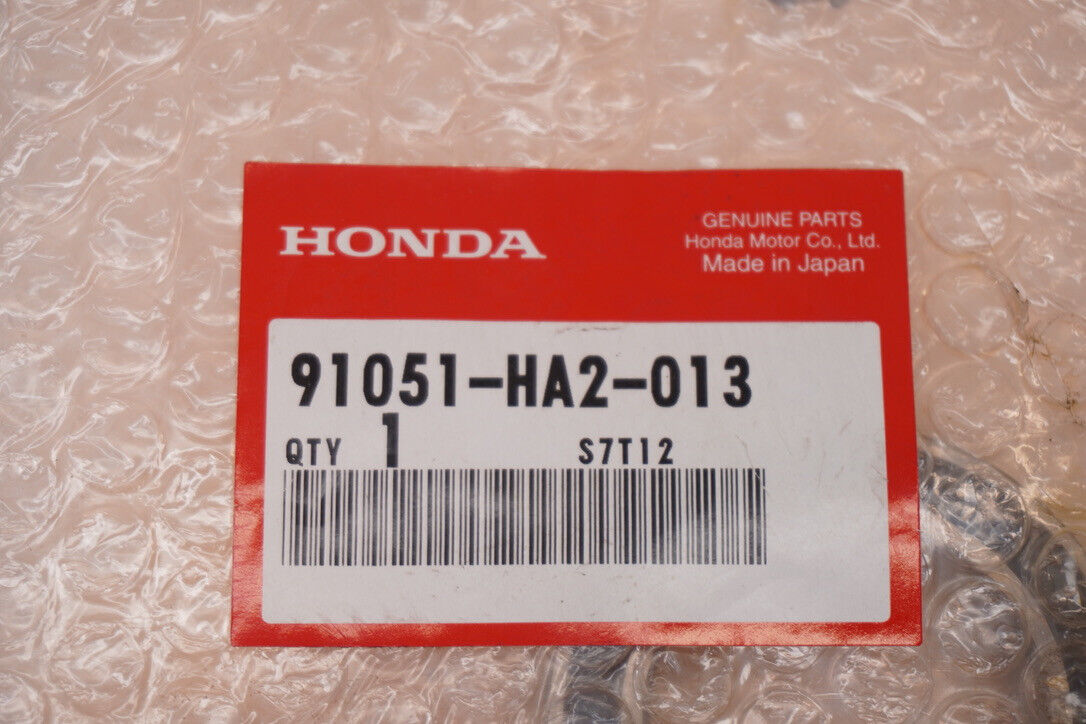 HONDA
GENUINE PARTS
Honda Motor Co., Ltd.
Made in Japan
91051-HA2-013
QTY 1 S7T12